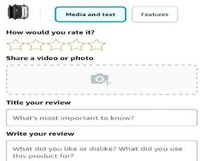 Media and text
Features
How would you rate it?
Share a video or photo
Title your review
What's most important to know?
Write your review
What did you like or dislike? What did you use
this product for?